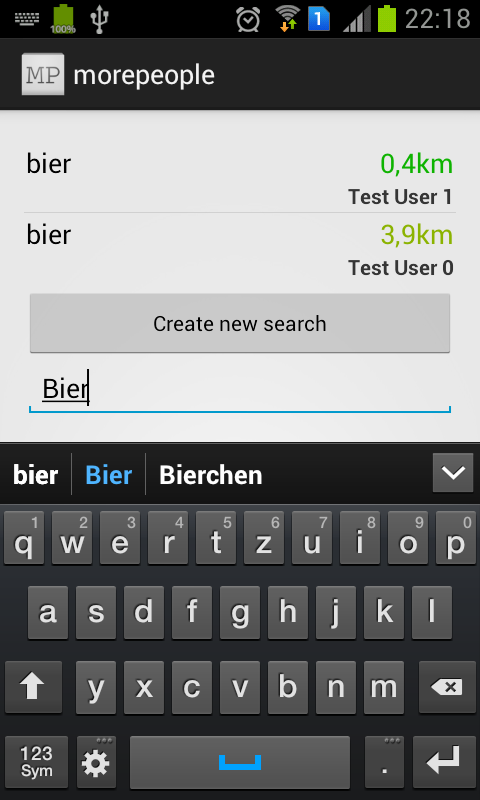 100%
1
22:18
MP morepeople
bier 0,4km
Test User 1
bier 3,9km
Test User 0
Create new search
Bier
bier Bier Bierchen
1 2 3 4 5 6 7 8 9 0
q w e r t z u i o p
a s d f g h j k l
y x c v b n m
123
Sym
.